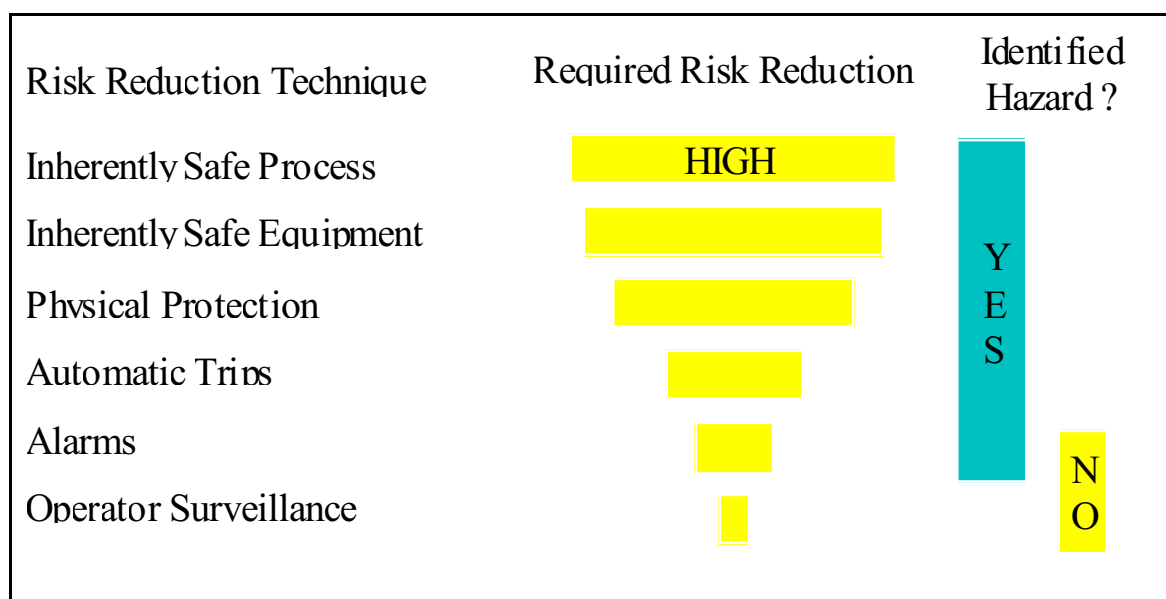 Risk Reduction Technique
Required Risk Reduction
Identified
Hazard ?
Inherently Safe Process
HIGH
Inherently Safe Equipment
Physical Protection
Automatic Trips
Alarms
Operator Surveillance
Y
E
S
N
O